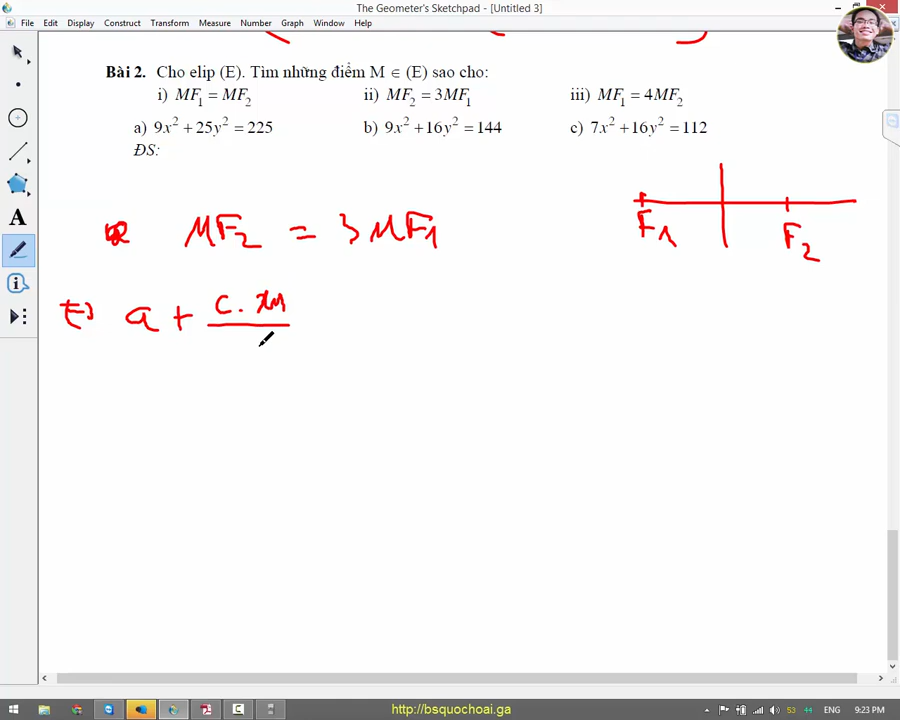 The Geometer's Sketchpad - [Untitled 3]
File Edit Display Construct Transform Measure Number Graph Window Help
Bài 2. Cho elip (E). Tìm những điểm M ∈ (E) sao cho:
i) MF₁ = MF₂ ii) MF₂ = 3MF₁ iii) MF₁ = 4MF₂
a) 9x² + 25y² = 225 b) 9x² + 16y² = 144 c) 7x² + 16y² = 112
ĐS:
MF₂ = 3MF₁
F₁ F₂
⇔ a + c.xM
A
http://bsquochoai.ga
53 44 ENG 9:23 PM